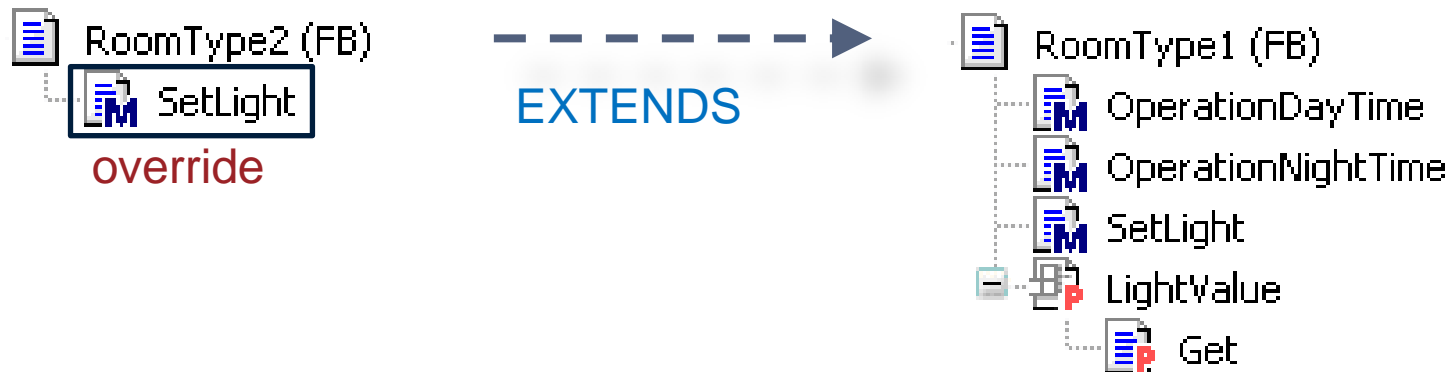 RoomType2 (FB)
SetLight
override
EXTENDS
RoomType1 (FB)
OperationDayTime
OperationNightTime
SetLight
LightValue
Get